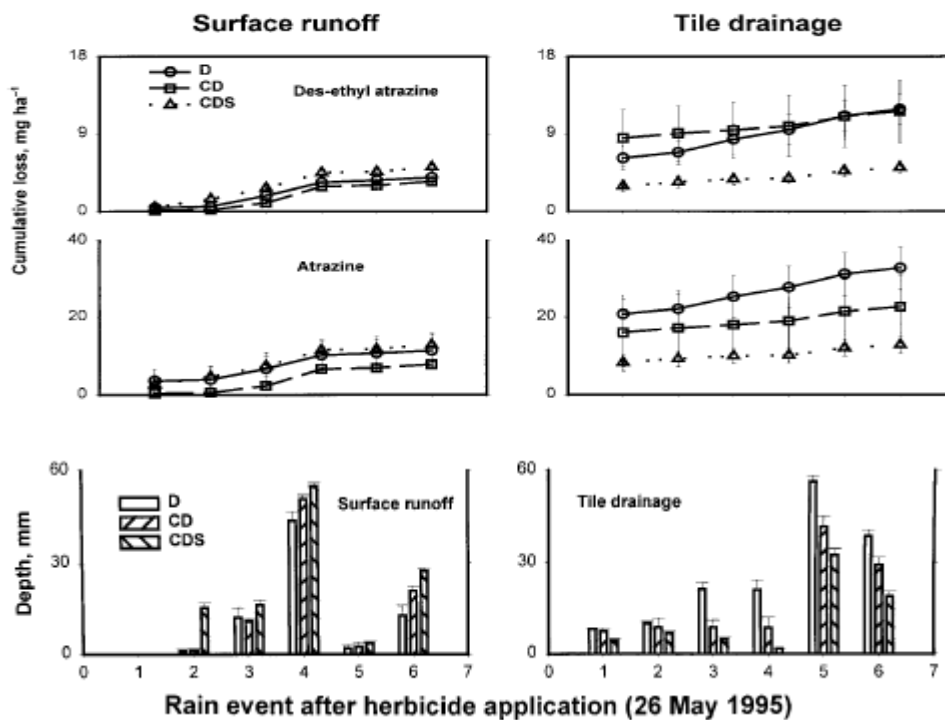 Surface runoff
Tile drainage
Cumulative loss, mg ha⁻¹
18
9
0
D
CD
CDS
Des-ethyl atrazine
18
9
0
40
20
0
Atrazine
40
20
0
Depth, mm
60
30
0
D
CD
CDS
Surface runoff
0 1 2 3 4 5 6 7
60
30
0
Tile drainage
0 1 2 3 4 5 6 7
Rain event after herbicide application (26 May 1995)